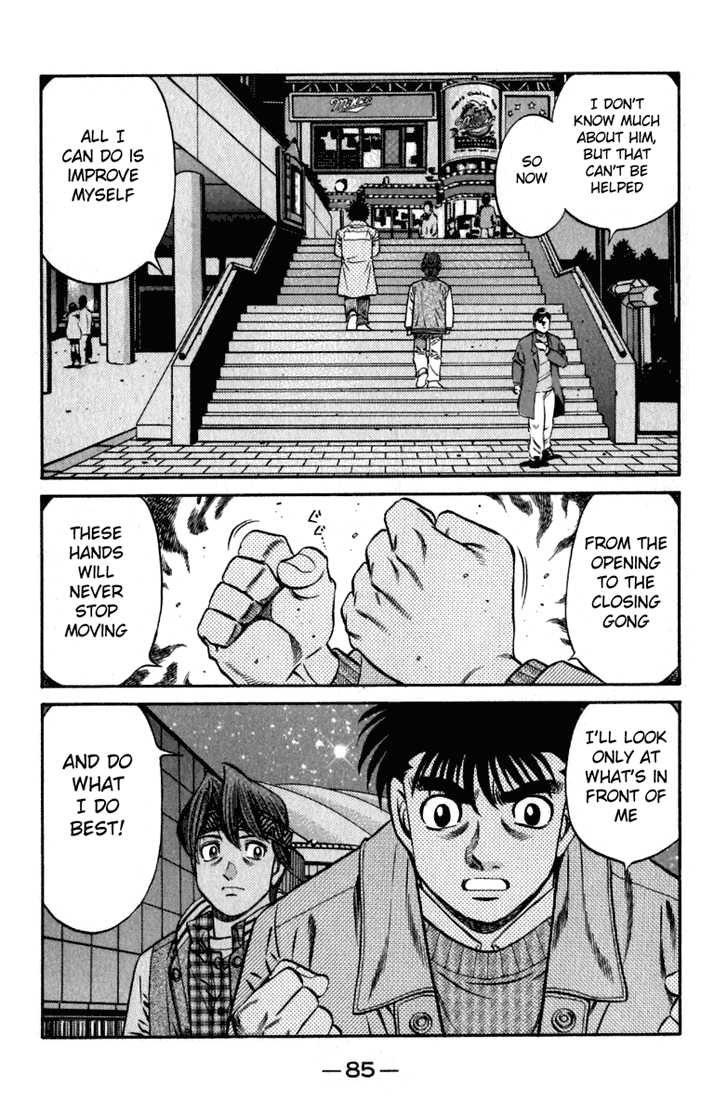 I DON'T
KNOW MUCH
ABOUT HIM,
BUT THAT
CAN'T BE
HELPED
SO
NOW
ALL I
CAN DO IS
IMPROVE
MYSELF
FROM THE
OPENING
TO THE
CLOSING
GONG
THESE
HANDS
WILL
NEVER
STOP
MOVING
I'LL LOOK
ONLY AT
WHAT'S IN
FRONT OF
ME
AND DO
WHAT
I DO
BEST!
—85—